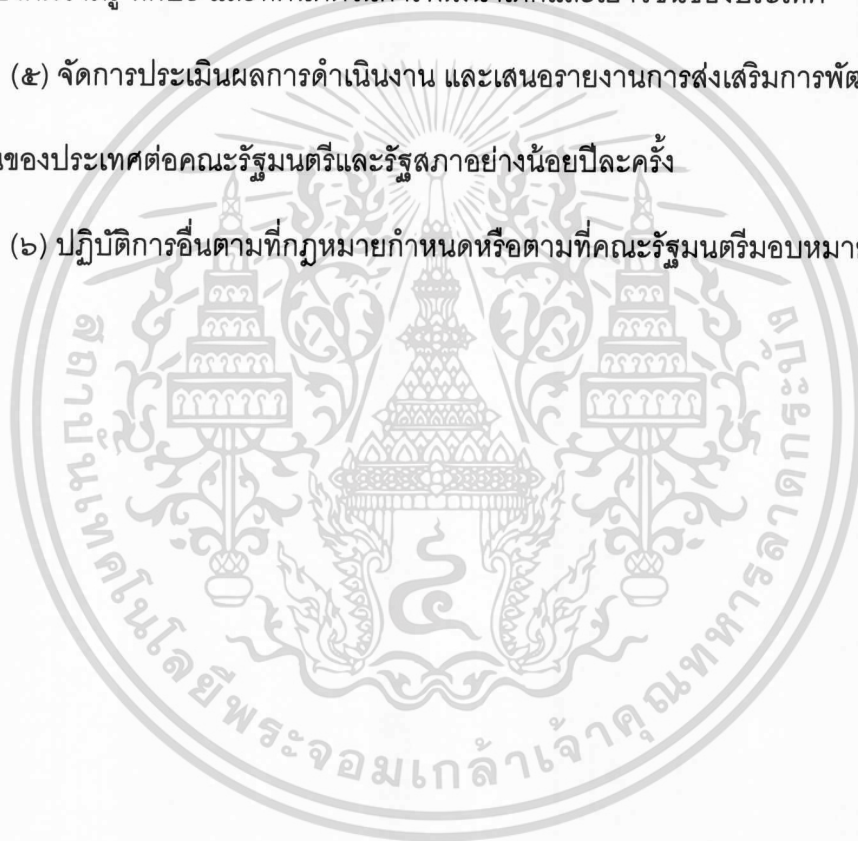 (๕) จัดการประเมินผลการดำเนินงาน และเสนอรายงานการส่งเสริมการพัฒ
ของประเทศต่อคณะรัฐมนตรีและรัฐสภาอย่างน้อยปีละครั้ง
(๖) ปฏิบัติการอื่นตามที่กฎหมายกำหนดหรือตามที่คณะรัฐมนตรีมอบหมาย
สถาบันเทคโนโลยีพระจอมเกล้าเจ้าคุณทหารลาดกระบัง
๔